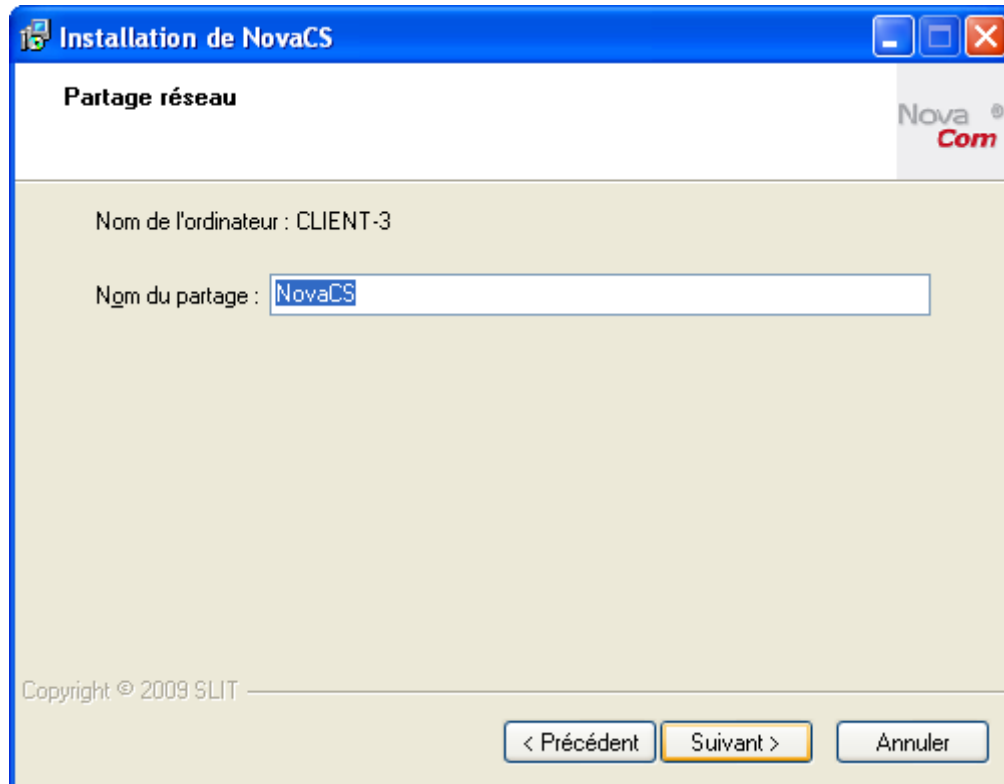 Installation de NovaCS
Partage réseau
Nova ®
Com
Nom de l'ordinateur : CLIENT-3
Nom du partage : NovaCS
Copyright © 2009 SLIT
< Précédent Suivant > Annuler